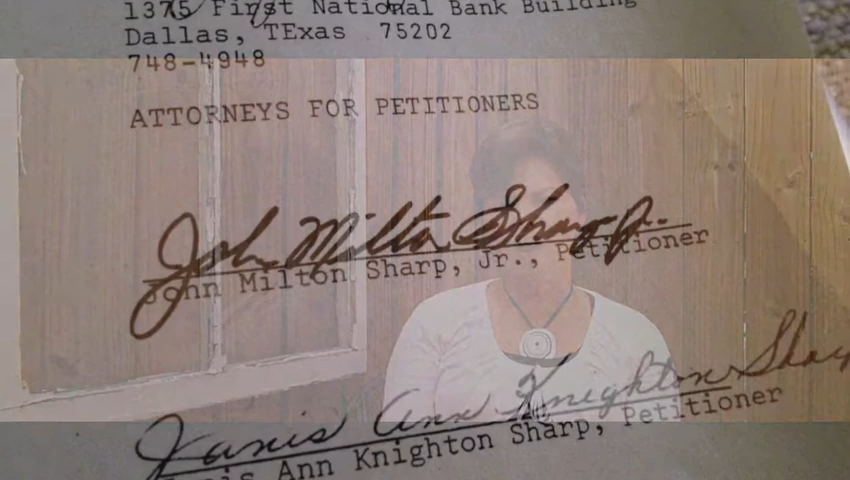 1375 First National Bank Building
Dallas, TExas 75202
748-4948
ATTORNEYS FOR PETITIONERS
John Milton Sharp Jr.
John Milton Sharp, Jr., Petitioner
Janis Ann Knighton Sharp
Janis Ann Knighton Sharp, Petitioner